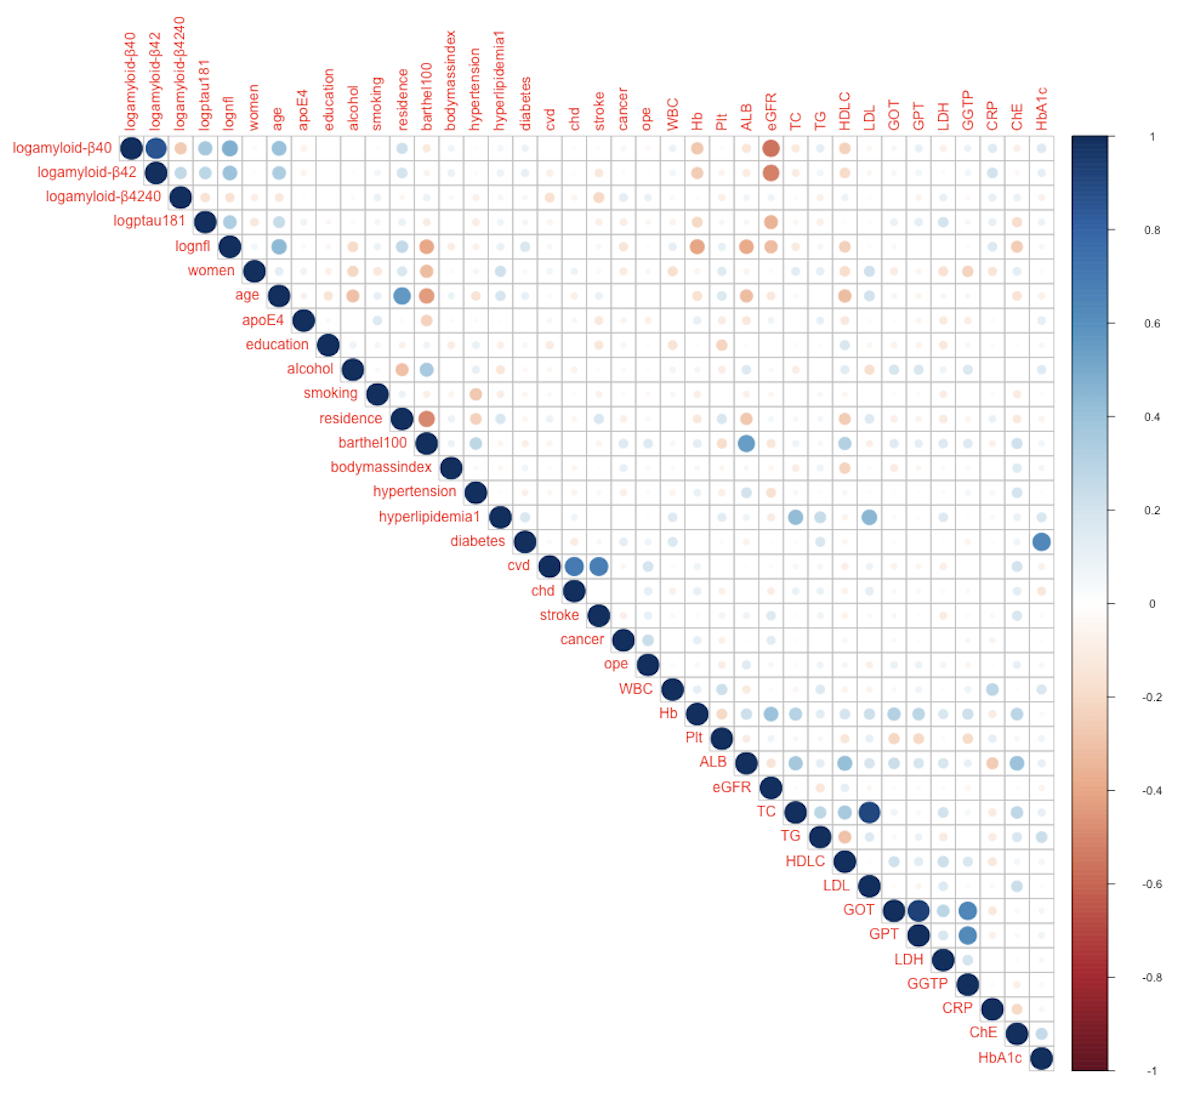 logamyloid-β40
logamyloid-β42
logamyloid-β4240
logptau181
lognfl
women
age
apoE4
education
alcohol
smoking
residence
barthel100
bodymassindex
hypertension
hyperlipidemia1
diabetes
cvd
chd
stroke
cancer
ope
WBC
Hb
Plt
ALB
eGFR
TC
TG
HDLC
LDL
GOT
GPT
LDH
GGTP
CRP
ChE
HbA1c
logamyloid-β40
logamyloid-β42
logamyloid-β4240
logptau181
lognfl
women
age
apoE4
education
alcohol
smoking
residence
barthel100
bodymassindex
hypertension
hyperlipidemia1
diabetes
cvd
chd
stroke
cancer
ope
WBC
Hb
Plt
ALB
eGFR
TC
TG
HDLC
LDL
GOT
GPT
LDH
GGTP
CRP
ChE
HbA1c
1
0.8
0.6
0.4
0.2
0
-0.2
-0.4
-0.6
-0.8
-1